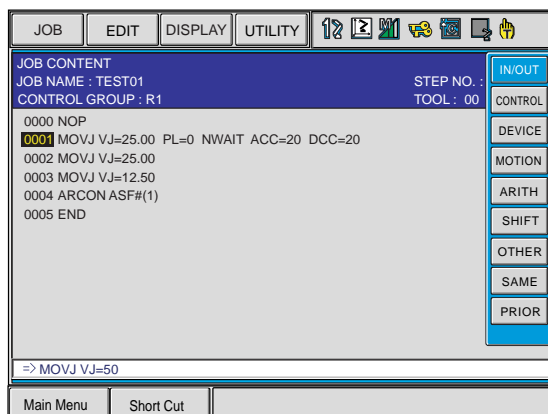 JOB EDIT DISPLAY UTILITY
JOB CONTENT
JOB NAME : TEST01 STEP NO. :
CONTROL GROUP : R1 TOOL : 00
0000 NOP
0001 MOVJ VJ=25.00 PL=0 NWAIT ACC=20 DCC=20
0002 MOVJ VJ=25.00
0003 MOVJ VJ=12.50
0004 ARCON ASF#(1)
0005 END
IN/OUT
CONTROL
DEVICE
MOTION
ARITH
SHIFT
OTHER
SAME
PRIOR
=> MOVJ VJ=50
Main Menu Short Cut